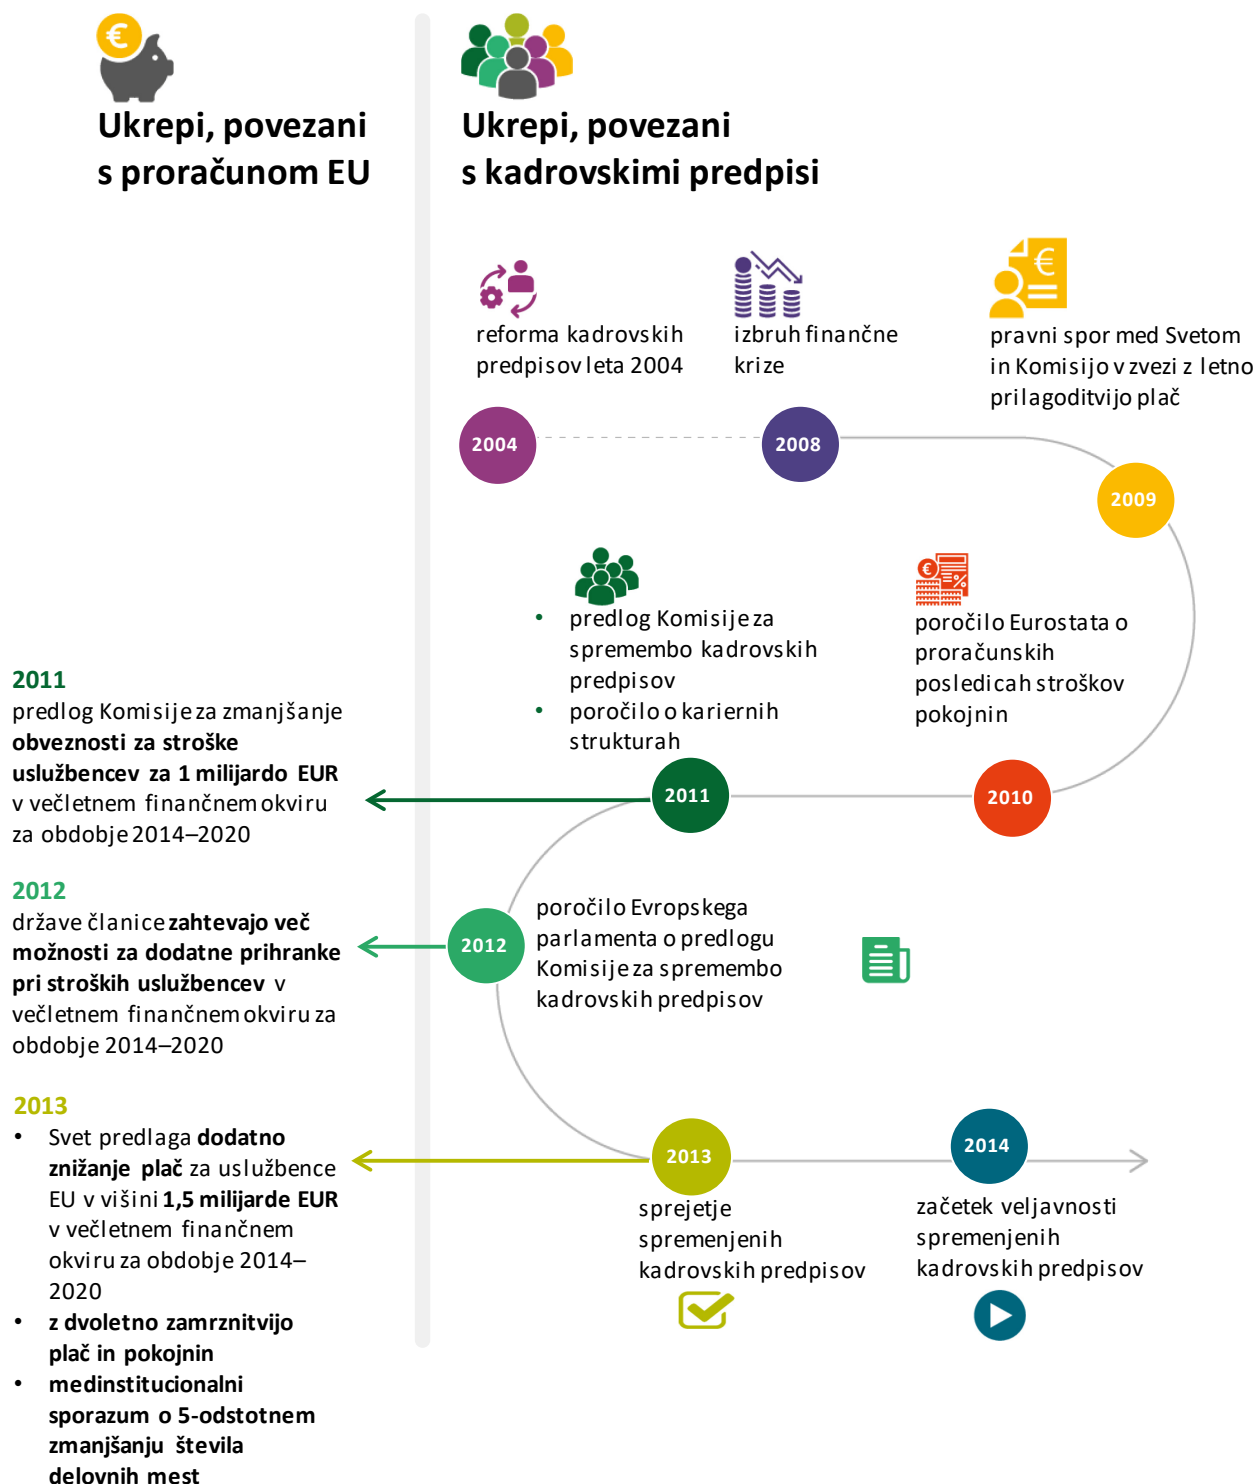 Ukrepi, povezani
s proračunom EU
Ukrepi, povezani
s kadrovskimi predpisi
reforma kadrovskih
predpisov leta 2004
izbruh finančne
krize
pravni spor med Svetom
in Komisijo v zvezi z letno
prilagoditvijo plač
2004
2008
2009
• predlog Komisije za
spremembo kadrovskih
predpisov
• poročilo o kariernih
strukturah
poročilo Eurostata o
proračunskih
posledicah stroškov
pokojnin
2011
2010
2011
predlog Komisije za zmanjšanje
obveznosti za stroške
uslužbencev za 1 milijardo EUR
v večletnem finančnem okviru
za obdobje 2014–2020
2012
države članice zahtevajo več
možnosti za dodatne prihranke
pri stroških uslužbencev v
večletnem finančnem okviru za
obdobje 2014–2020
2012
poročilo Evropskega
parlamenta o predlogu
Komisije za spremembo
kadrovskih predpisov
2013
• Svet predlaga dodatno
znižanje plač za uslužbence
EU v višini 1,5 milijarde EUR
v večletnem finančnem
okviru za obdobje 2014–
2020
• z dvoletno zamrznitvijo
plač in pokojnin
• medinstitucionalni
sporazum o 5-odstotnem
zmanjšanju števila
delovnih mest
2013
sprejetje
spremenjenih
kadrovskih predpisov
2014
začetek veljavnosti
spremenjenih
kadrovskih predpisov